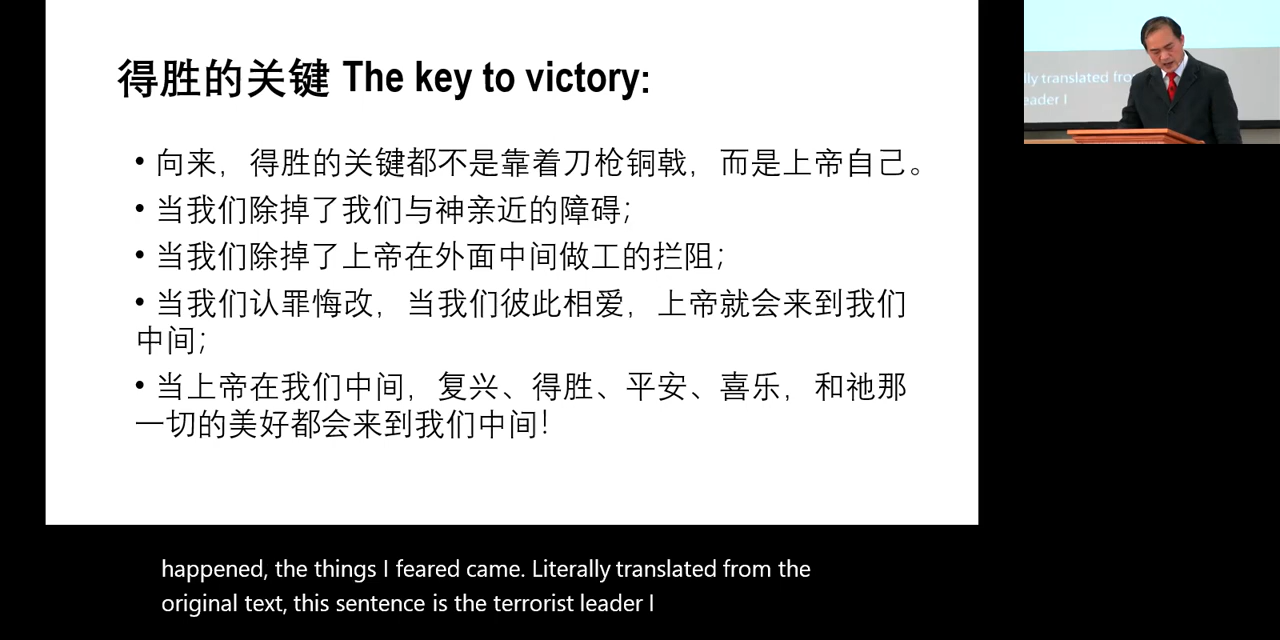 得胜的关键 The key to victory:
• 向来，得胜的关键都不是靠着刀枪铜戟，而是上帝自己。
• 当我们除掉了我们与神亲近的障碍；
• 当我们除掉了上帝在外面中间做工的拦阻；
• 当我们认罪悔改，当我们彼此相爱，上帝就会来到我们
中间；
• 当上帝在我们中间，复兴、得胜、平安、喜乐，和祂那
一切的美好都会来到我们中间！
lly translated fro
eader I
happened, the things I feared came. Literally translated from the
original text, this sentence is the terrorist leader I